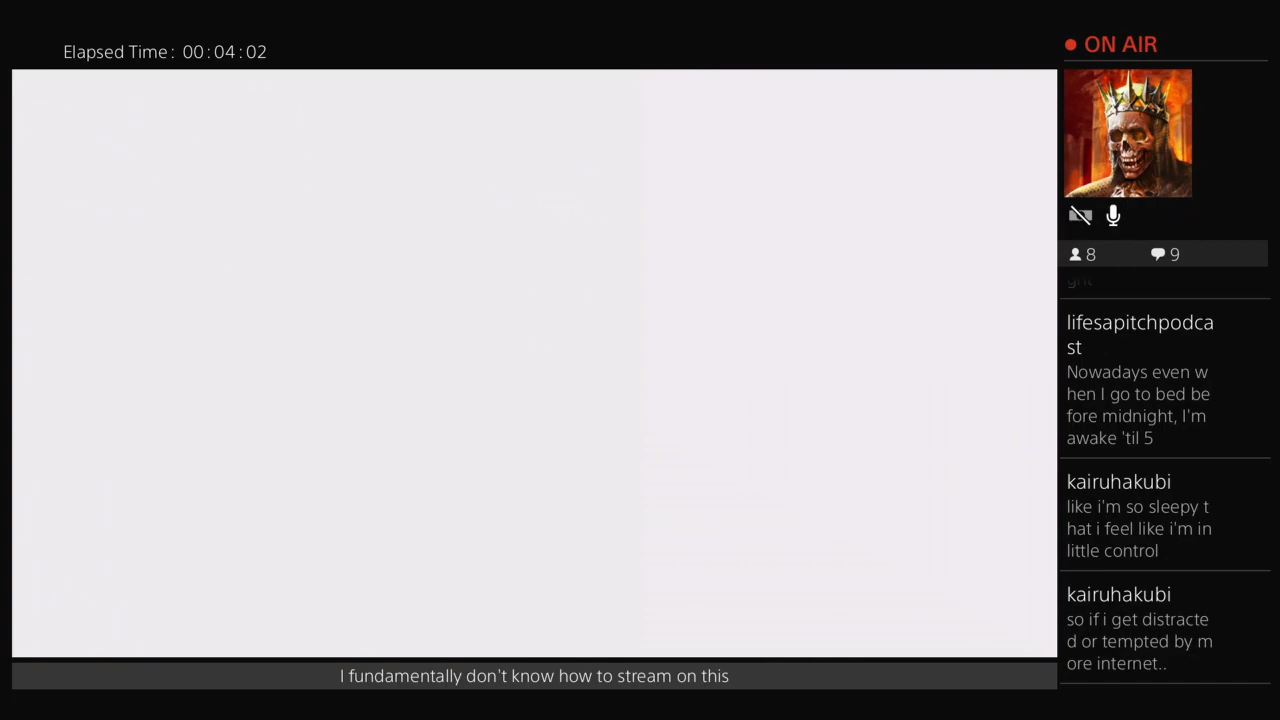 Elapsed Time: 00:04:02
ON AIR
8 9
lifesapitchpodca
st
Nowadays even w
hen I go to bed be
fore midnight, I'm
awake 'til 5
kairuhakubi
like i'm so sleepy t
hat i feel like i'm in
little control
kairuhakubi
so if i get distracte
d or tempted by m
ore internet..
I fundamentally don't know how to stream on this